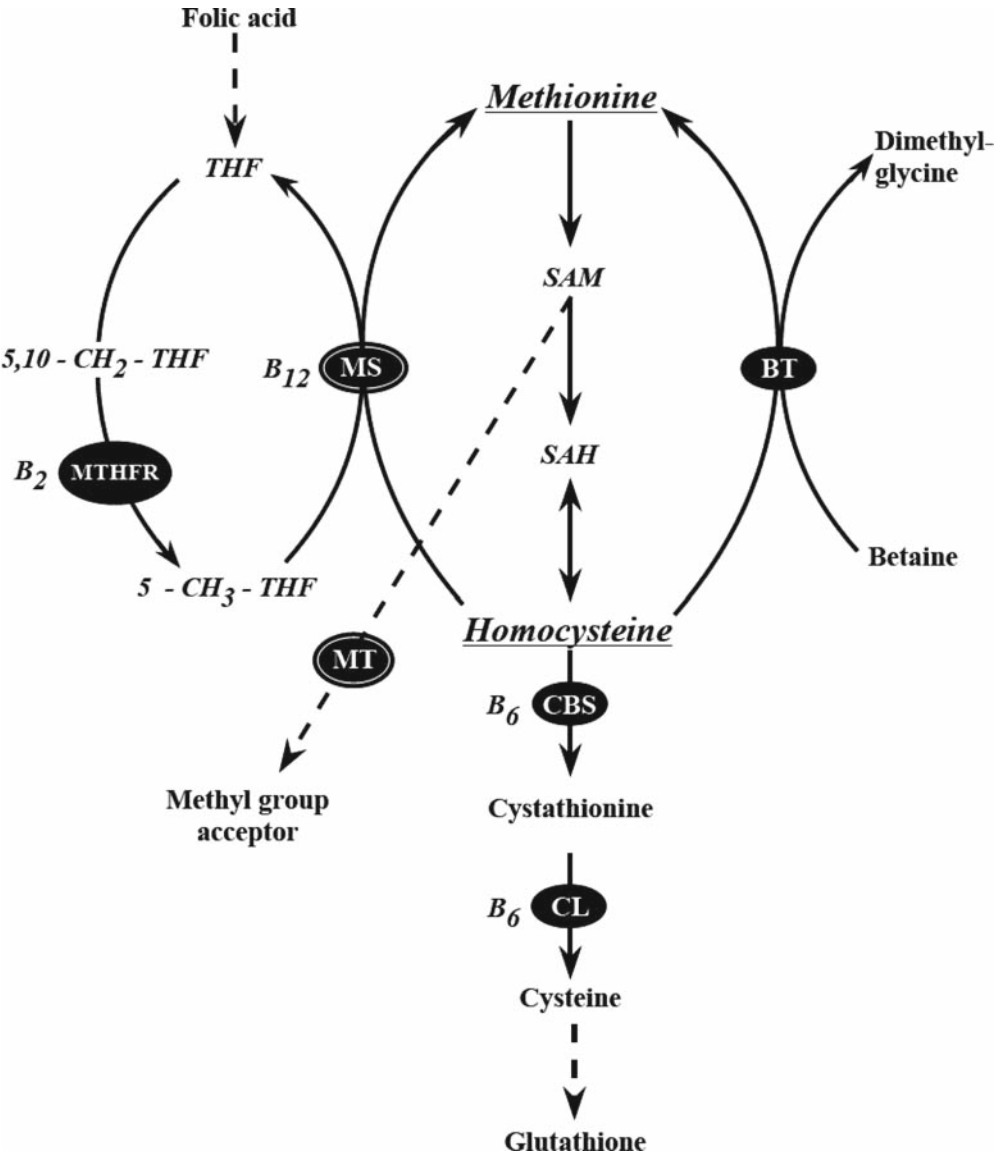 Folic acid
Methionine
Dimethyl-
glycine
THF
SAM
5,10 - CH2 - THF
B12
MS
BT
SAH
B2
MTHFR
Betaine
5 - CH3 - THF
Homocysteine
MT
B6
CBS
Methyl group
acceptor
Cystathionine
B6
CL
Cysteine
Glutathione